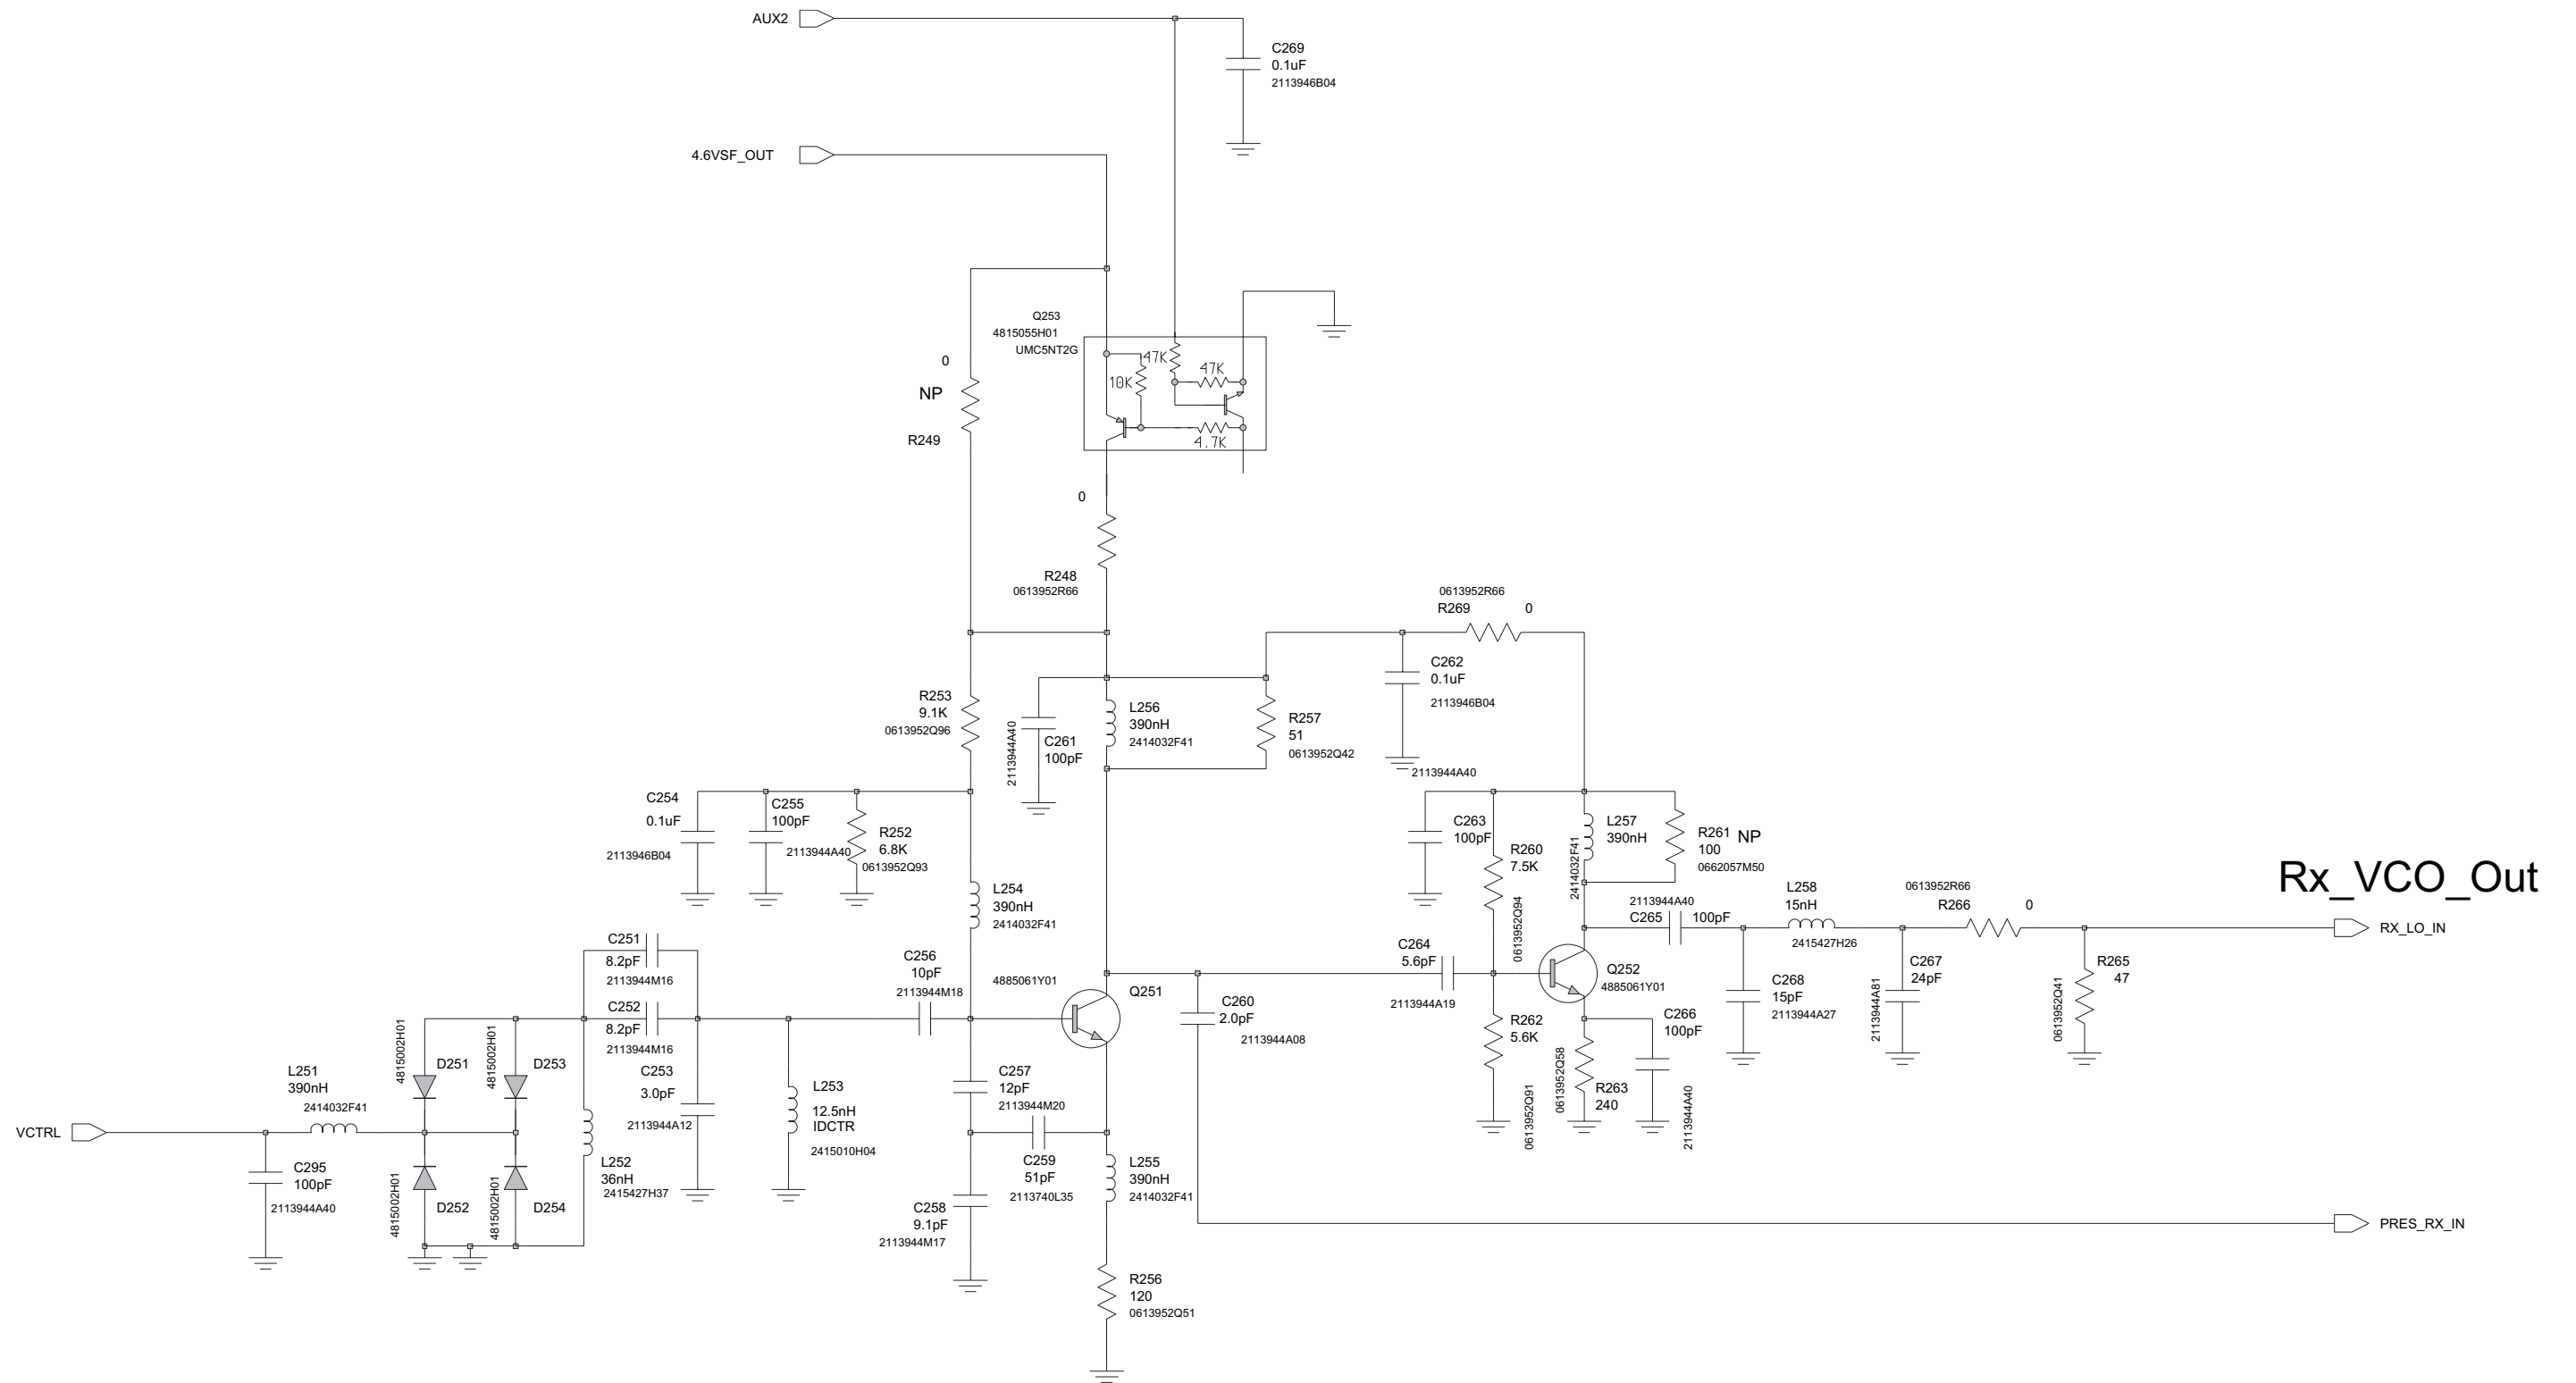 AUX2
C269
0.1uF
2113946B04
4.6VSF_OUT
Q253
4815055H01
UMC5NT2G
47K
47K
10K
4.7K
0
NP
R249
0
R248
0613952R66
0613952R66
R269 0
C262
0.1uF
2113946B04
R253
9.1K
0613952Q96
2113944A40
C261
100pF
L256
390nH
2414032F41
R257
51
0613952Q42
2113944A40
C254
0.1uF
2113946B04
C255
100pF
2113944A40
R252
6.8K
0613952Q93
C263
100pF
R260
7.5K
0613952Q94
2414032F41
L257
390nH
R261 NP
100
0662057M50
Rx_VCO_Out
L254
390nH
2414032F41
2113944A40
C265 100pF
L258
15nH
2415427H26
0613952R66
R266 0
RX_LO_IN
C251
8.2pF
2113944M16
C252
8.2pF
2113944M16
C256
10pF
2113944M18
4885061Y01
Q251
C260
2.0pF
2113944A08
C264
5.6pF
2113944A19
Q252
4885061Y01
C268
15pF
2113944A27
C267
24pF
2113944A81
R265
47
0613952Q41
4815002H01
D251
4815002H01
D253
L251
390nH
2414032F41
VCTRL
C295
100pF
2113944A40
4815002H01
D252
4815002H01
D254
L252
36nH
2415427H37
C253
3.0pF
2113944A12
L253
12.5nH
IDCTR
2415010H04
C257
12pF
2113944M20
C259
51pF
2113740L35
C258
9.1pF
2113944M17
L255
390nH
2414032F41
R262
5.6K
0613952Q91
0613952Q58
R263
240
C266
100pF
2113944A40
PRES_RX_IN
R256
120
0613952Q51